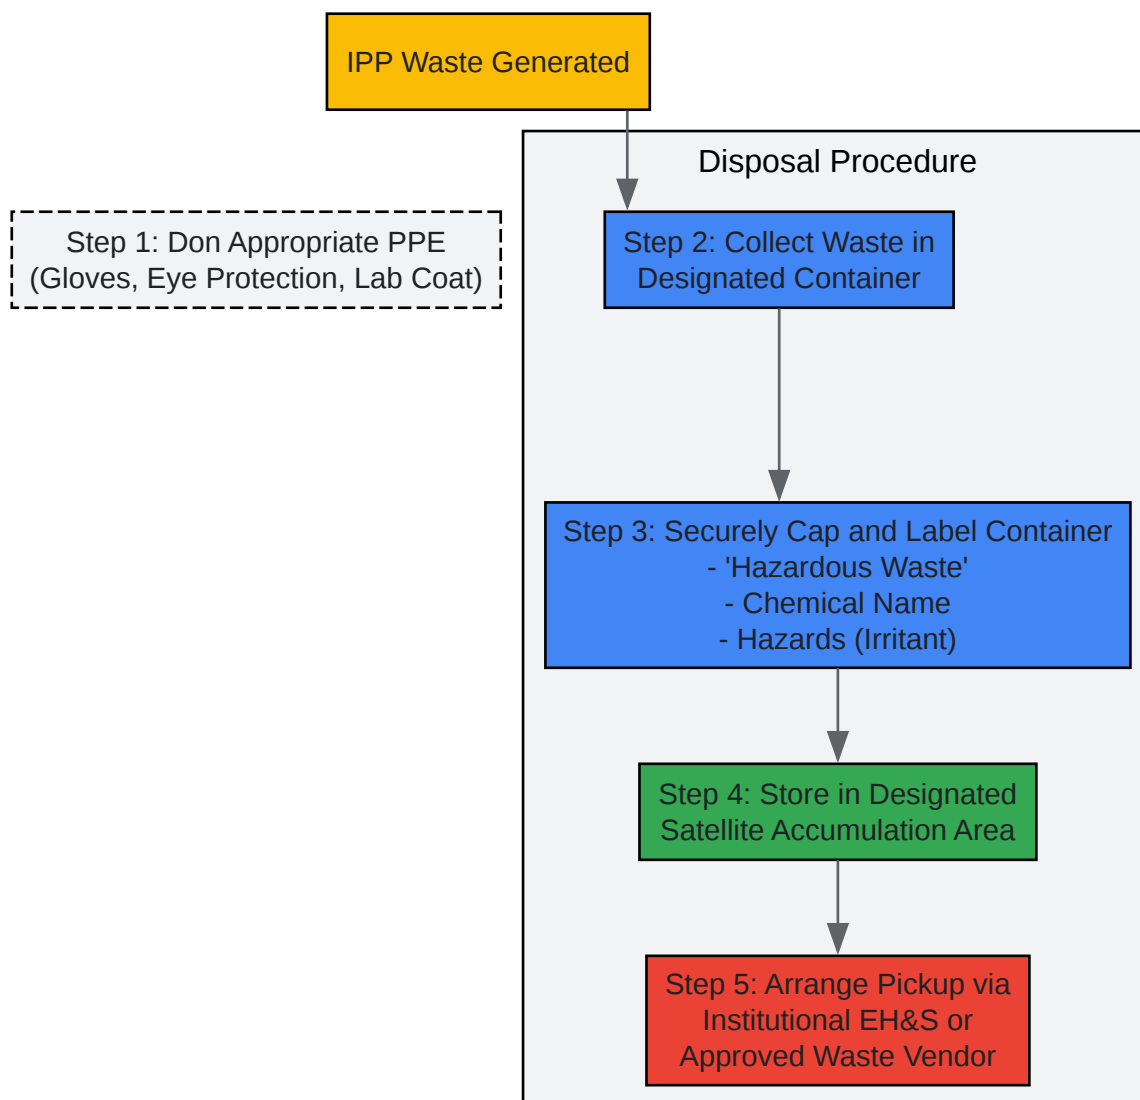 IPP Waste Generated
Disposal Procedure
Step 1: Don Appropriate PPE
(Gloves, Eye Protection, Lab Coat)
Step 2: Collect Waste in
Designated Container
Step 3: Securely Cap and Label Container
- 'Hazardous Waste'
- Chemical Name
- Hazards (Irritant)
Step 4: Store in Designated
Satellite Accumulation Area
Step 5: Arrange Pickup via
Institutional EH&S or
Approved Waste Vendor